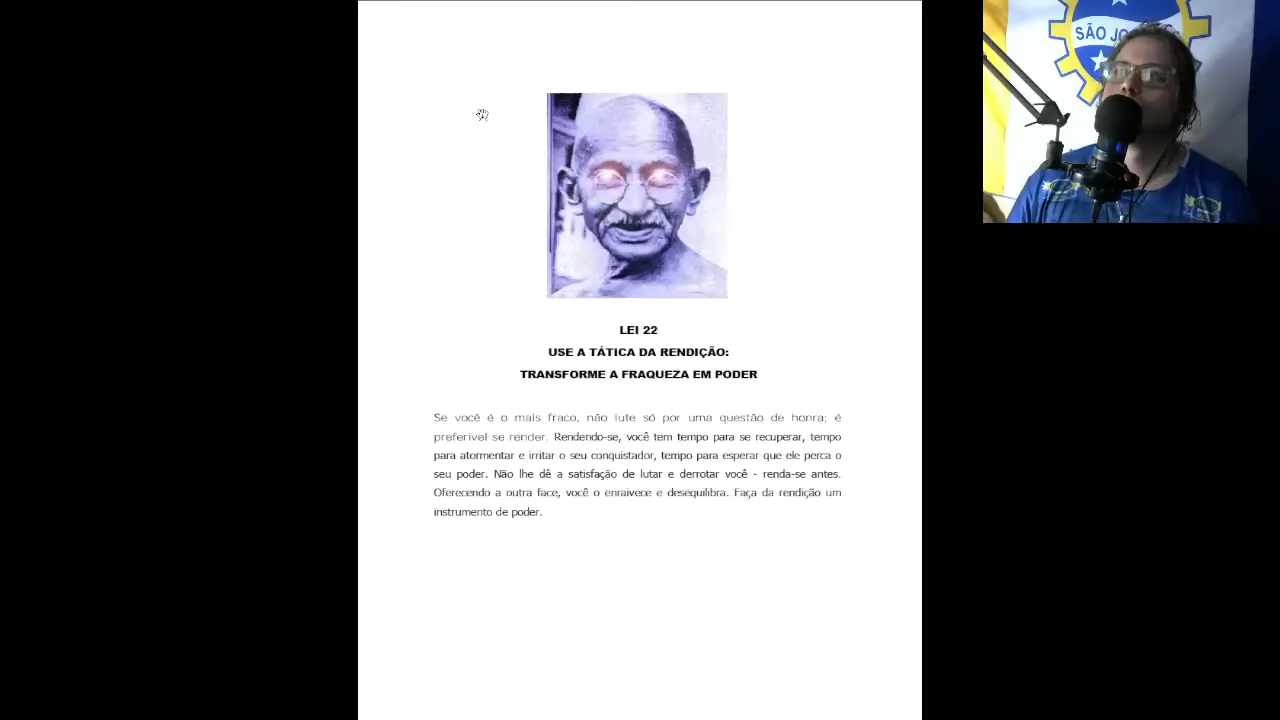 SÃO JO
LEI 22
USE A TÁTICA DA RENDIÇÃO:
TRANSFORME A FRAQUEZA EM PODER
Se você é o mais fraco, não lute só por uma questão de honra; é
preferível se render. Rendendo-se, você tem tempo para se recuperar, tempo
para atormentar e irritar o seu conquistador, tempo para esperar que ele perca o
seu poder. Não lhe dê a satisfação de lutar e derrotar você - renda-se antes.
Oferecendo a outra face, você o enraivece e desequilibra. Faça da rendição um
instrumento de poder.